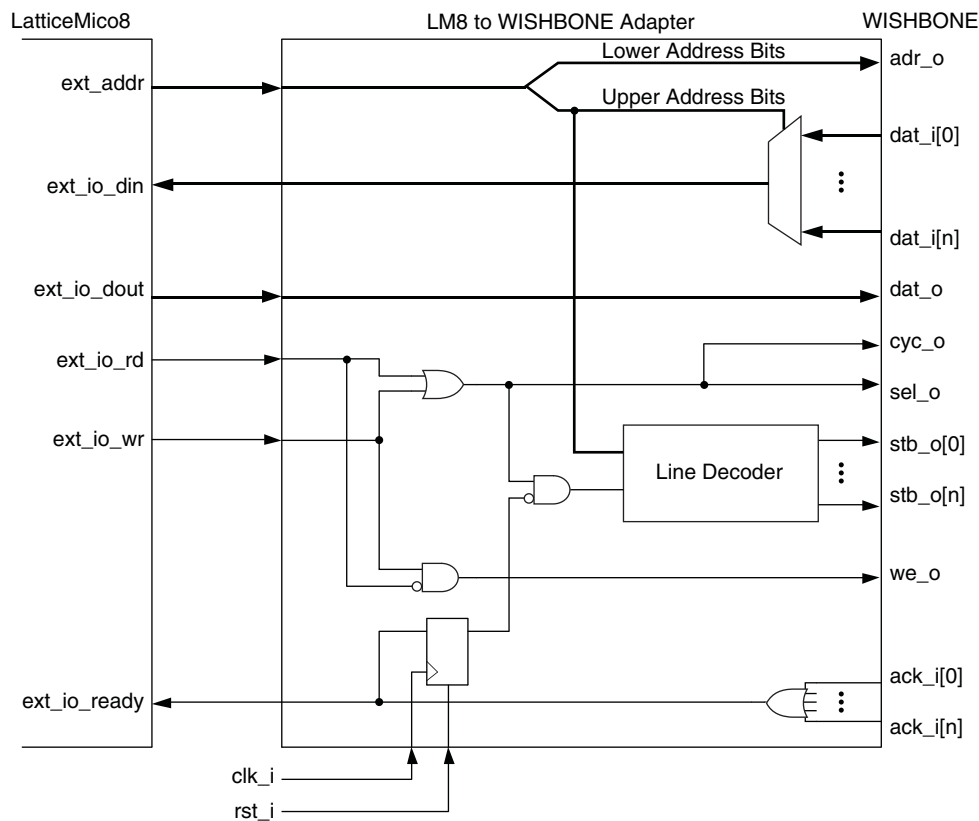 LatticeMico8
LM8 to WISHBONE Adapter
WISHBONE
ext_addr
Lower Address Bits
adr_o
Upper Address Bits
dat_i[0]
ext_io_din
dat_i[n]
ext_io_dout
dat_o
ext_io_rd
cyc_o
sel_o
ext_io_wr
stb_o[0]
Line Decoder
stb_o[n]
we_o
ext_io_ready
ack_i[0]
ack_i[n]
clk_i
rst_i